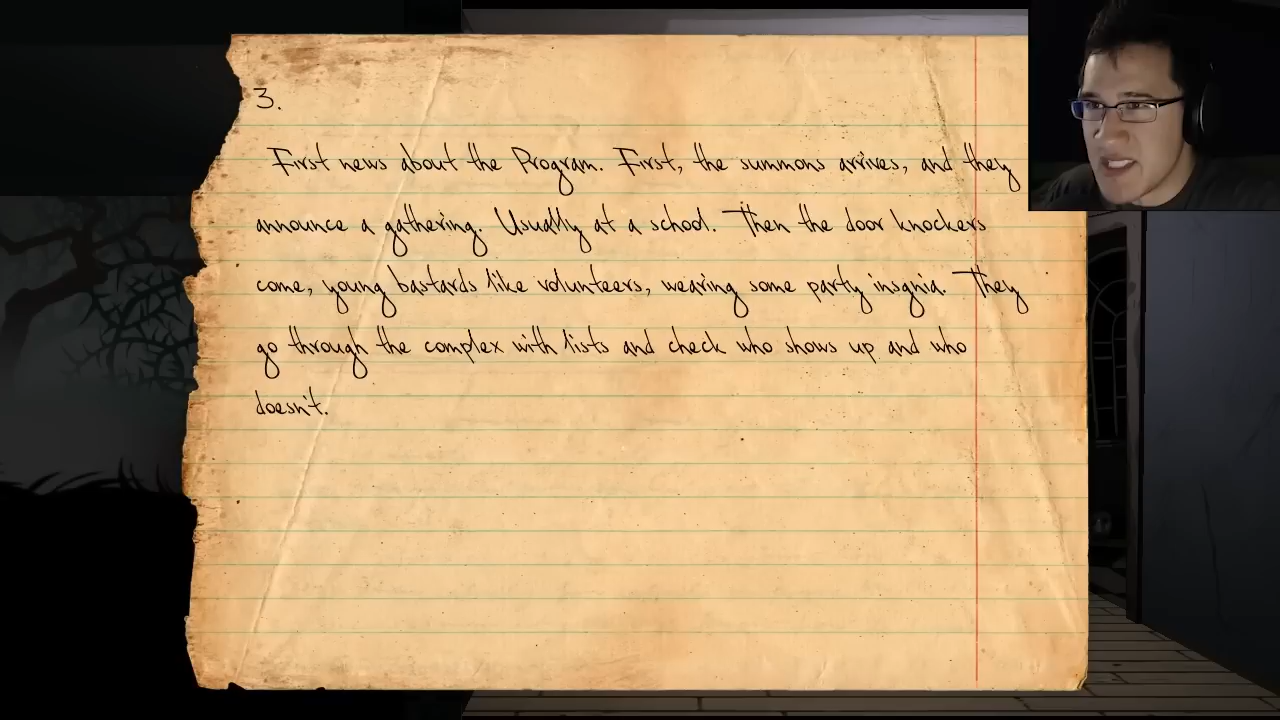 3.
First news about the Program. First, the summons arrives, and they
announce a gathering. Usually at a school. Then the door knockers
come, young bastards like volunteers, wearing some party insignia. They
go through the complex with lists and check who shows up and who
doesn't.